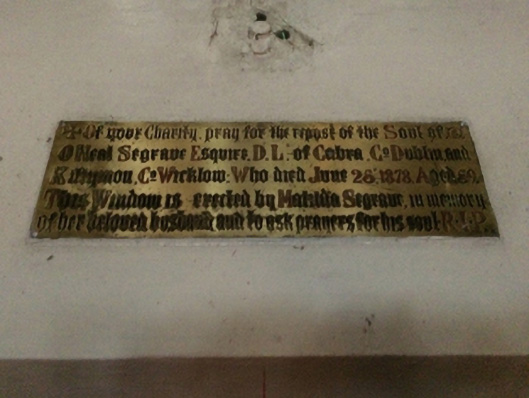 ✠ Of your Charity, pray for the repose of the Soul of
O'Neal Segrave Esquire. D.L. of Cabra, Co Dublin, and
Kiltymon, Co Wicklow. Who died June 28. 1878. Aged 59.
This Window is erected by Matilda Segrave, in memory
of her beloved husband and to ask prayers for his soul. R.I.P.